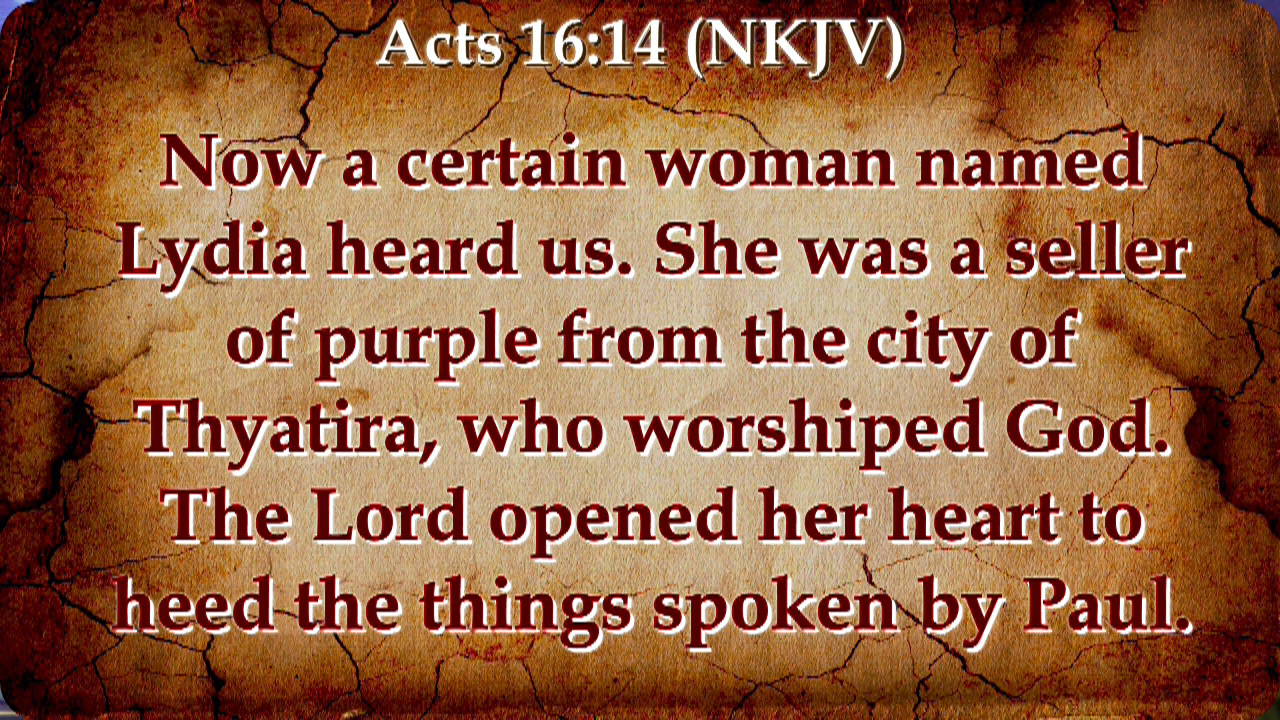 Acts 16:14 (NKJV)
Now a certain woman named
Lydia heard us. She was a seller
of purple from the city of
Thyatira, who worshiped God.
The Lord opened her heart to
heed the things spoken by Paul.